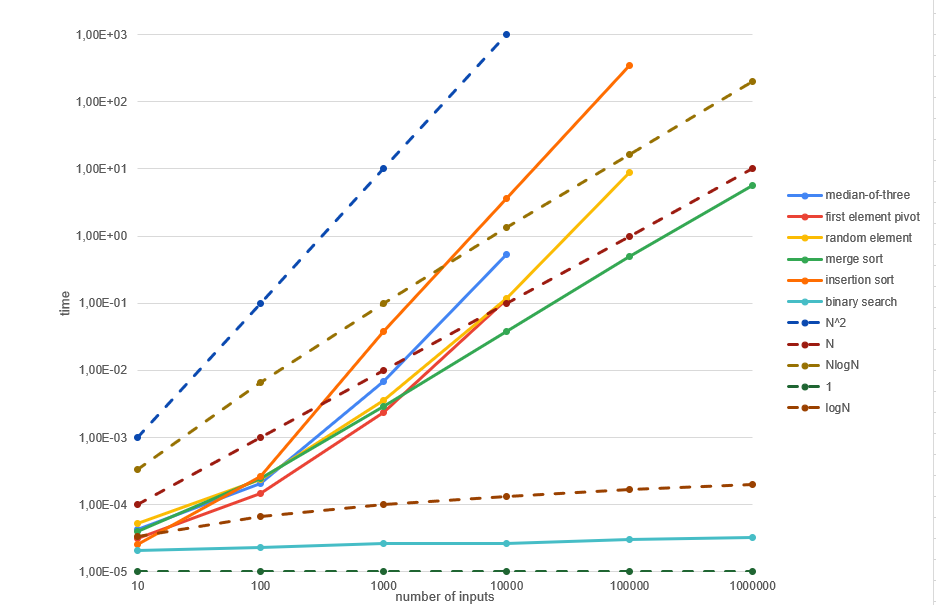 1,00E+03
1,00E+02
1,00E+01
1,00E+00
1,00E-01
1,00E-02
1,00E-03
1,00E-04
1,00E-05
time
10 100 1000 10000 100000 1000000
number of inputs
median-of-three
first element pivot
random element
merge sort
insertion sort
binary search
N^2
N
NlogN
1
logN